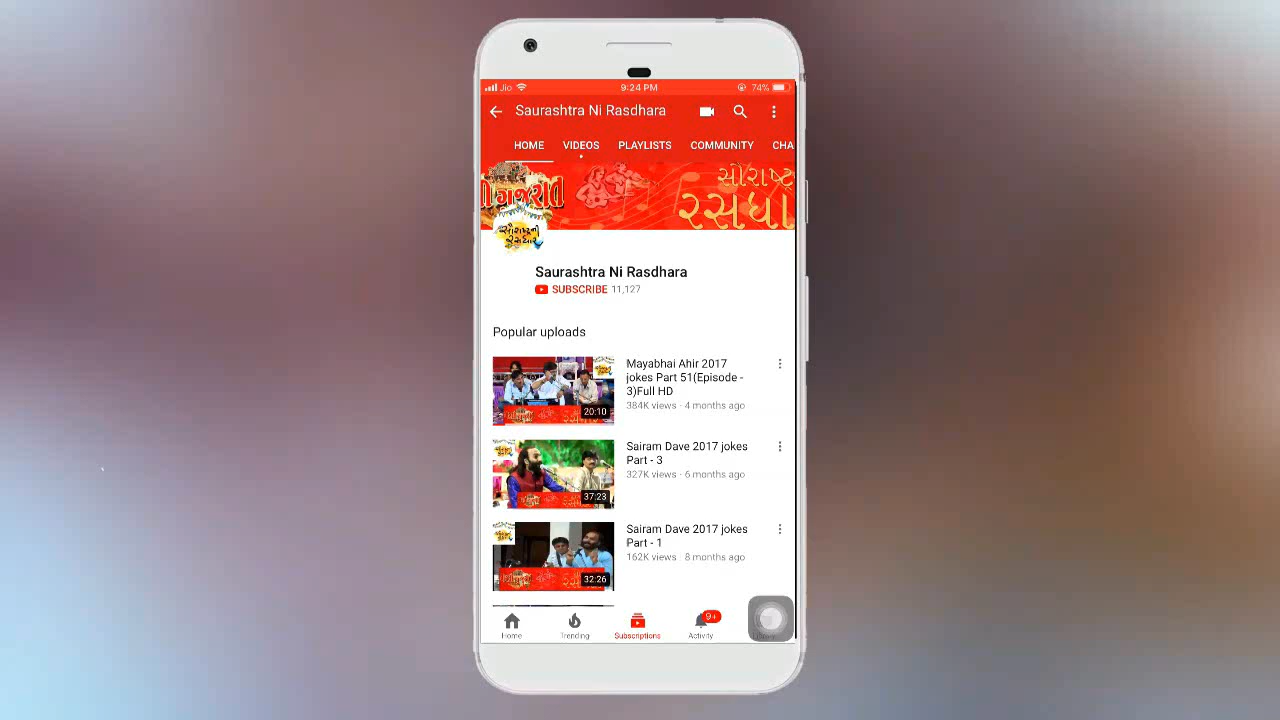 Jio 9:24 PM 74%
Saurashtra Ni Rasdhara
HOME VIDEOS PLAYLISTS COMMUNITY CHA
સૌરાષ્ટ્ર
ગુજરાતી રસધા
સૌરાષ્ટ્રની
રસધાર
Saurashtra Ni Rasdhara
SUBSCRIBE 11,127
Popular uploads
Mayabhai Ahir 2017
jokes Part 51(Episode -
3)Full HD
384K views · 4 months ago
20:10
Sairam Dave 2017 jokes
Part - 3
327K views · 6 months ago
37:23
Sairam Dave 2017 jokes
Part - 1
162K views · 8 months ago
32:26
9+
Home Trending Subscriptions Activity